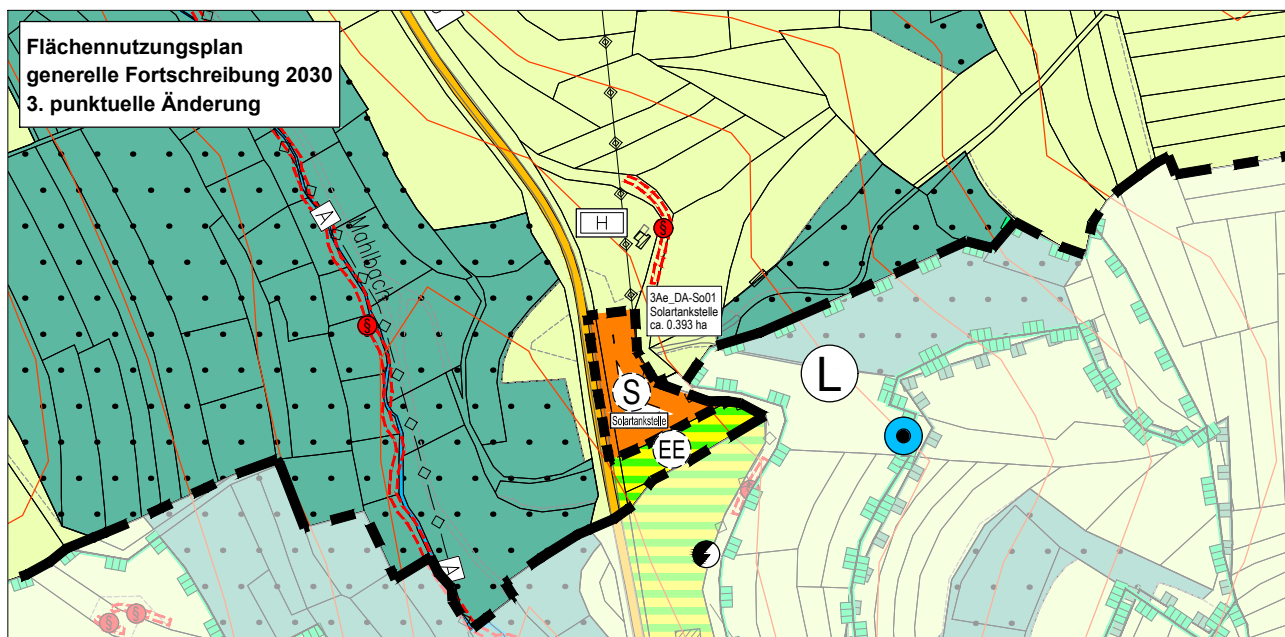 Flächennutzungsplan
generelle Fortschreibung 2030
3. punktuelle Änderung
A
Mahlbach
§
H
§
3Ae_DA-So01
Solartankstelle
ca. 0.393 ha
L
S
Solartankstelle
EE
§
A
§
§